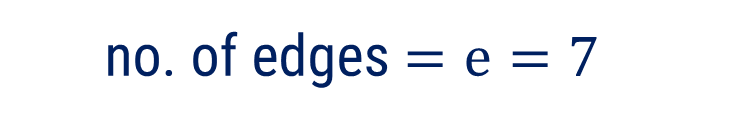 no. of edges = e = 7